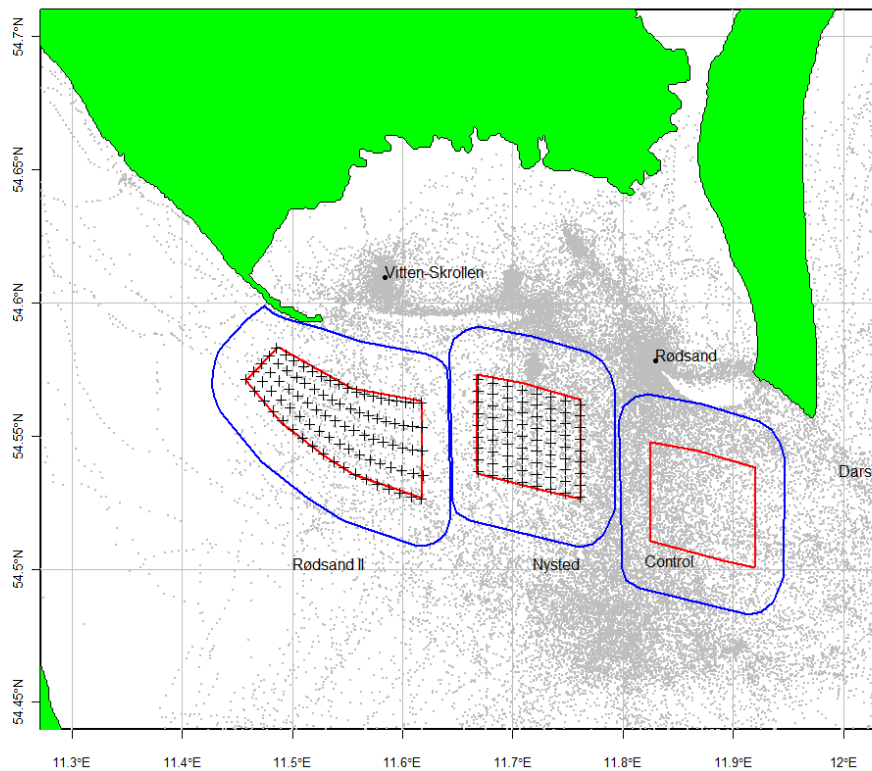 54.7°N
54.65°N
Vitten-Skrollen
54.6°N
Rødsand
54.55°N
Dars
Rødsand II
Nysted
Control
54.5°N
54.45°N
11.3°E
11.4°E
11.5°E
11.6°E
11.7°E
11.8°E
11.9°E
12°E